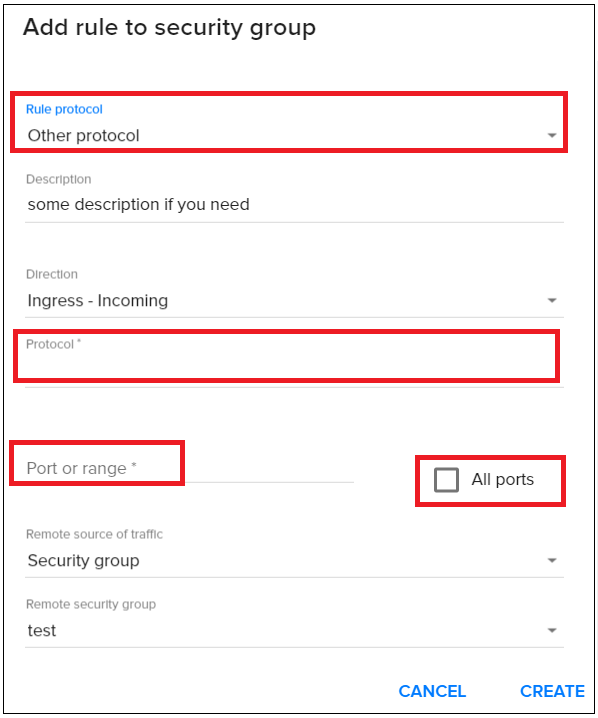 Add rule to security group
Rule protocol
Other protocol
Description
some description if you need
Direction
Ingress - Incoming
Protocol *
Port or range *
All ports
Remote source of traffic
Security group
Remote security group
test
CANCEL CREATE